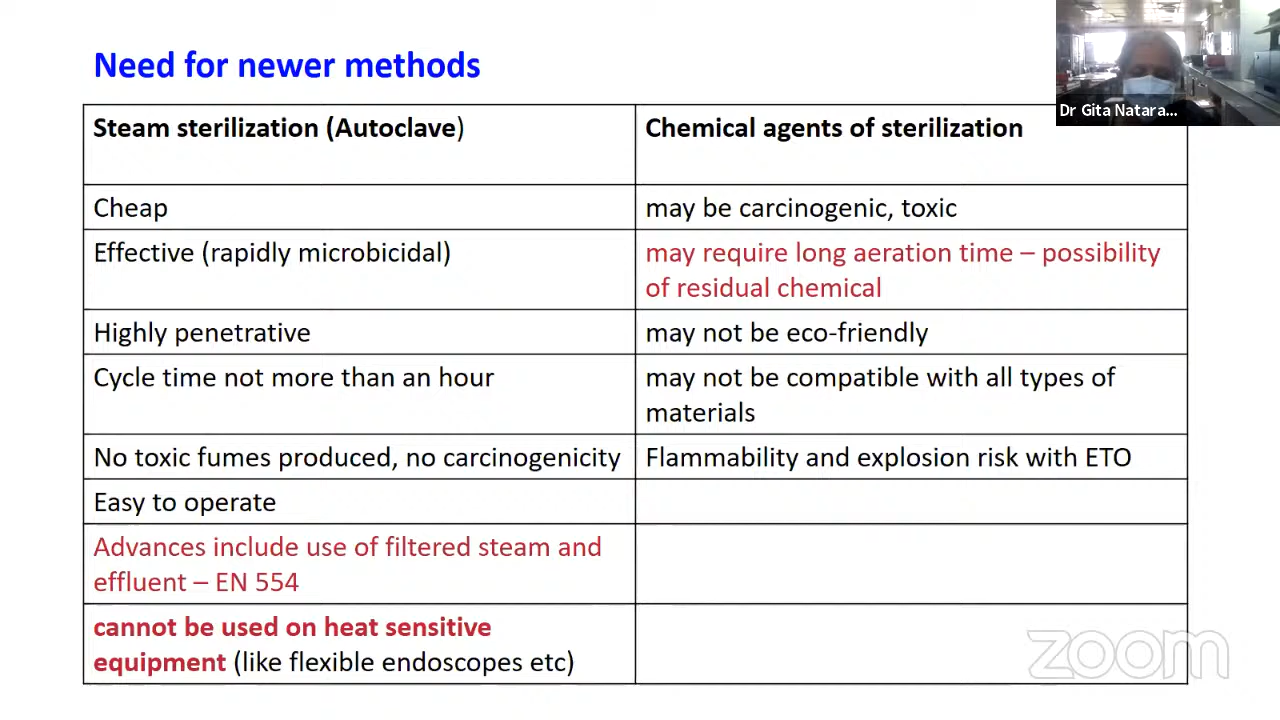 Need for newer methods
Dr Gita Natara...
Steam sterilization (Autoclave)
Chemical agents of sterilization
Cheap
may be carcinogenic, toxic
Effective (rapidly microbicidal)
may require long aeration time – possibility
of residual chemical
Highly penetrative
may not be eco-friendly
Cycle time not more than an hour
may not be compatible with all types of
materials
No toxic fumes produced, no carcinogenicity
Flammability and explosion risk with ETO
Easy to operate
Advances include use of filtered steam and
effluent – EN 554
cannot be used on heat sensitive
equipment (like flexible endoscopes etc)
zoom